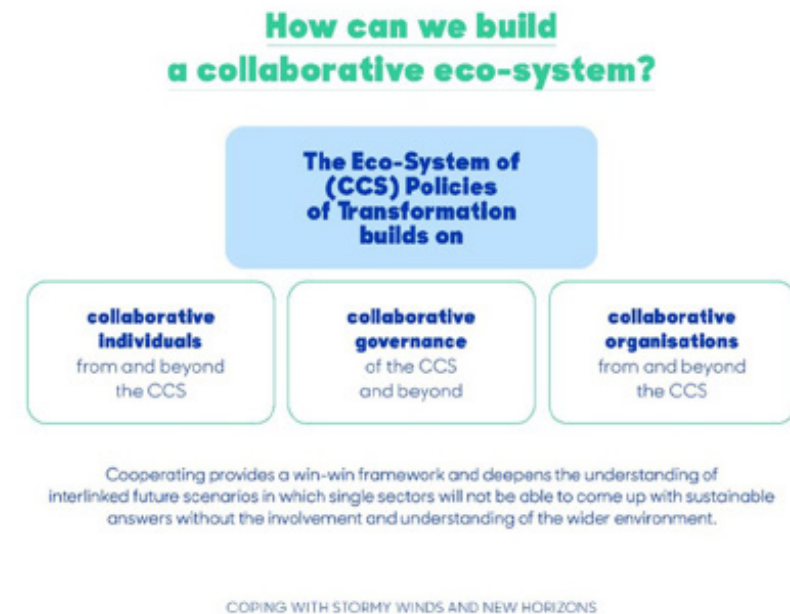 How can we build
a collaborative eco-system?
The Eco-System of
(CCS) Policies
of Transformation
builds on
collaborative
individuals
from and beyond
the CCS
collaborative
governance
of the CCS
and beyond
collaborative
organisations
from and beyond
the CCS
Cooperating provides a win-win framework and deepens the understanding of
interlinked future scenarios in which single sectors will not be able to come up with sustainable
answers without the involvement and understanding of the wider environment.
COPING WITH STORMY WINDS AND NEW HORIZONS